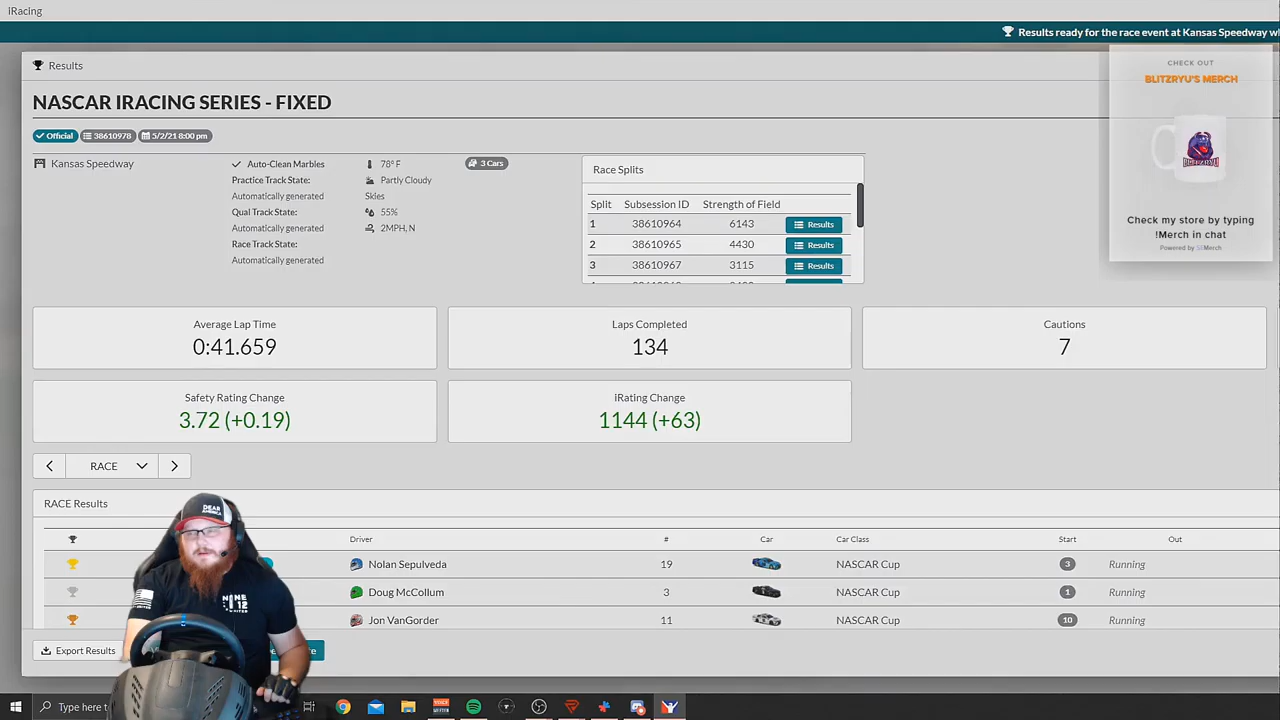 iRacing
Results ready for the race event at Kansas Speedway wh
Results
NASCAR IRACING SERIES - FIXED
Official 38610978 5/2/21 8:00 pm
Kansas Speedway
Auto-Clean Marbles
Practice Track State:
Automatically generated
Qual Track State:
Automatically generated
Race Track State:
Automatically generated
78° F
Partly Cloudy
Skies
55%
2MPH, N
3 Cars
Race Splits
Split Subsession ID Strength of Field
1 38610964 6143 Results
2 38610965 4430 Results
3 38610967 3115 Results
CHECK OUT
BLITZRYU'S MERCH
BLITZRYU
Check my store by typing
!Merch in chat
Powered by SEMerch
Average Lap Time
0:41.659
Laps Completed
134
Cautions
7
Safety Rating Change
3.72 (+0.19)
iRating Change
1144 (+63)
RACE
RACE Results
Driver # Car Car Class Start Out
Nolan Sepulveda 19 NASCAR Cup 3 Running
Doug McCollum 3 NASCAR Cup 1 Running
Jon VanGorder 11 NASCAR Cup 10 Running
DEAR
AMERICA
Export Results
Type here t